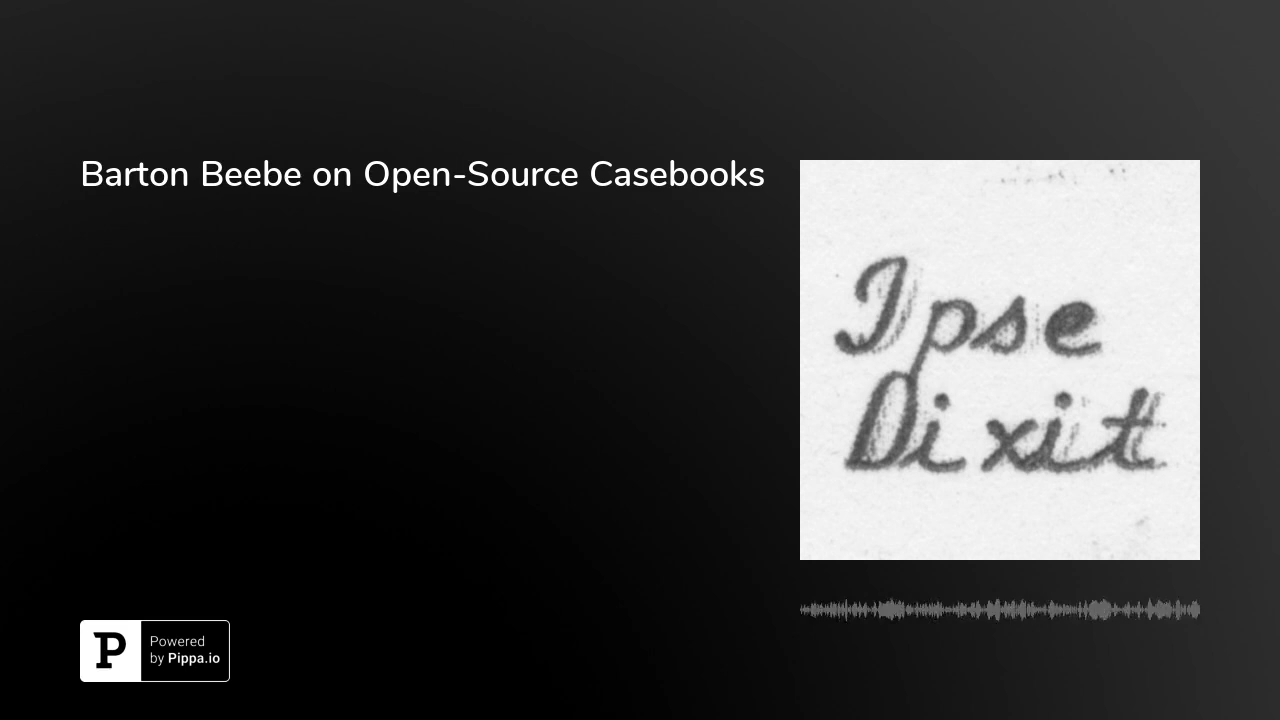 Barton Beebe on Open-Source Casebooks
Ipse
Dixit
P
Powered
by Pippa.io